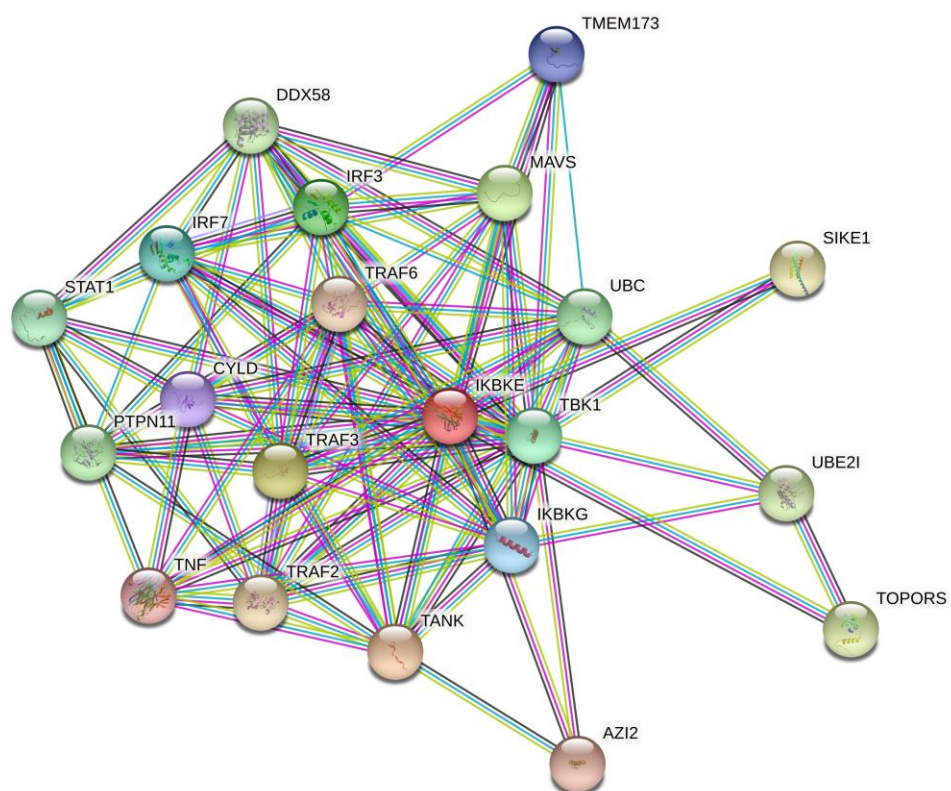 TMEM173
DDX58
MAVS
IRF3
IRF7
SIKE1
TRAF6
UBC
STAT1
CYLD
IKBKE
TBK1
PTPN11
TRAF3
UBE2I
IKBKG
TNF
TRAF2
TOPORS
TANK
AZI2